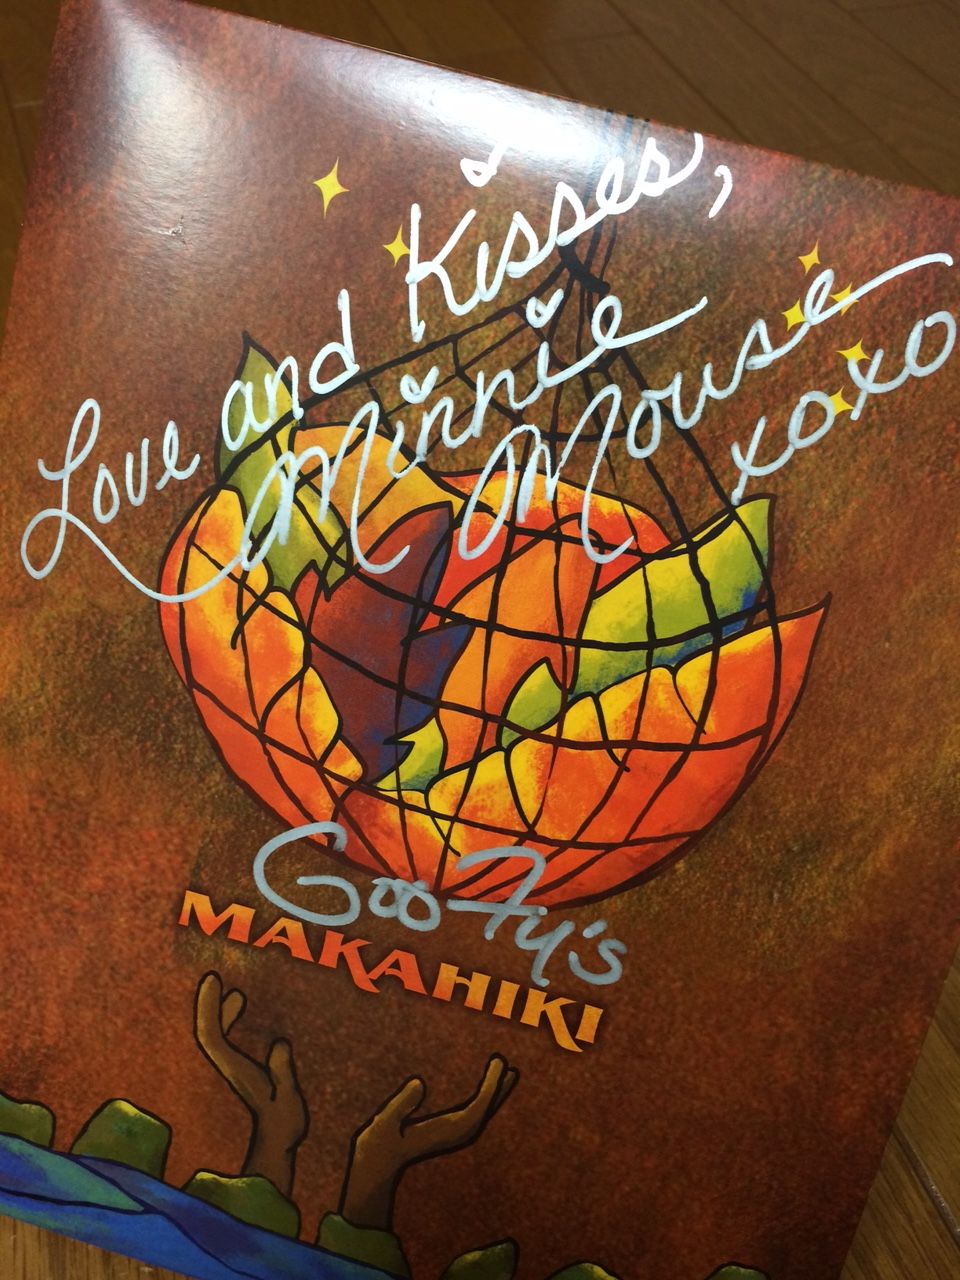 Love and Kisses,
Minnie Mouse
xoxo
Goofy's
MAKAHIKI